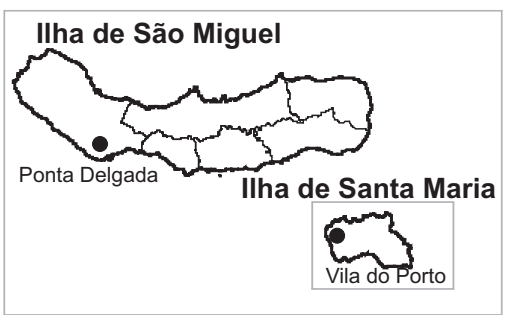 Ilha de São Miguel
Ponta Delgada
Ilha de Santa Maria
Vila do Porto